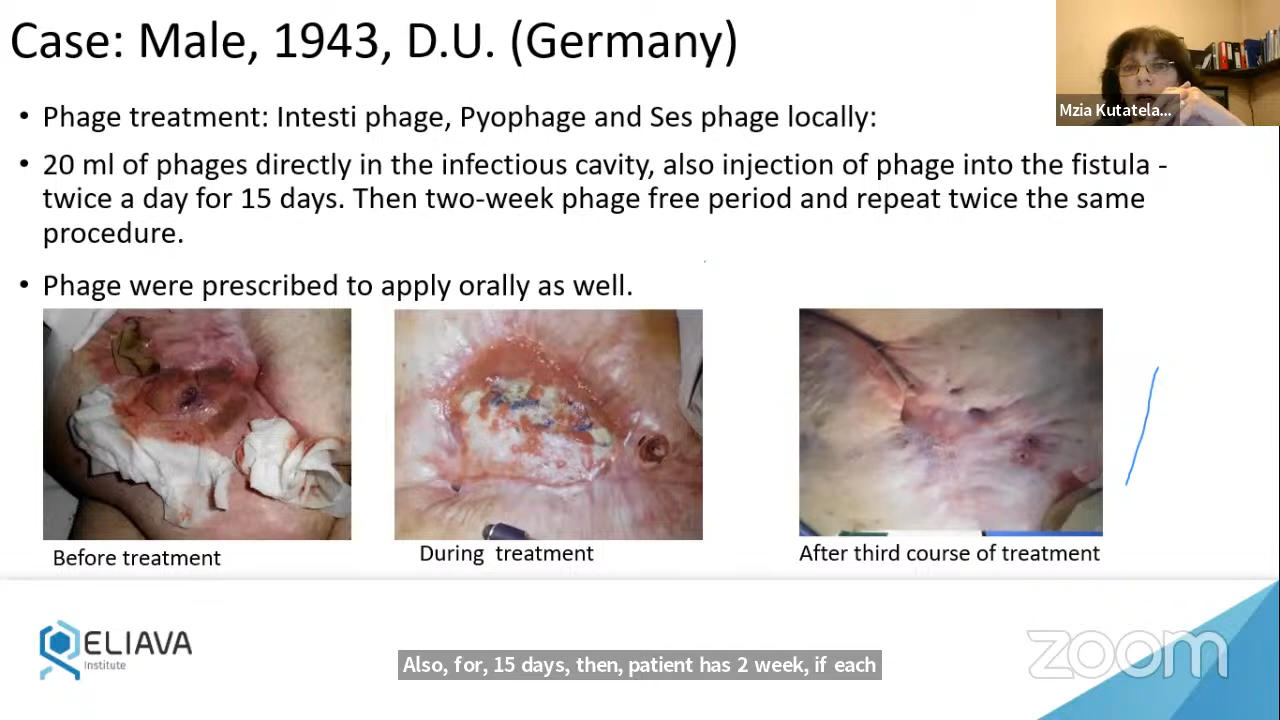 Case: Male, 1943, D.U. (Germany)
Mzia Kutatela...
• Phage treatment: Intesti phage, Pyophage and Ses phage locally:
• 20 ml of phages directly in the infectious cavity, also injection of phage into the fistula -
twice a day for 15 days. Then two-week phage free period and repeat twice the same
procedure.
• Phage were prescribed to apply orally as well.
Before treatment
During treatment
After third course of treatment
ELIAVA
Institute
Also, for, 15 days, then, patient has 2 week, if each
zoom